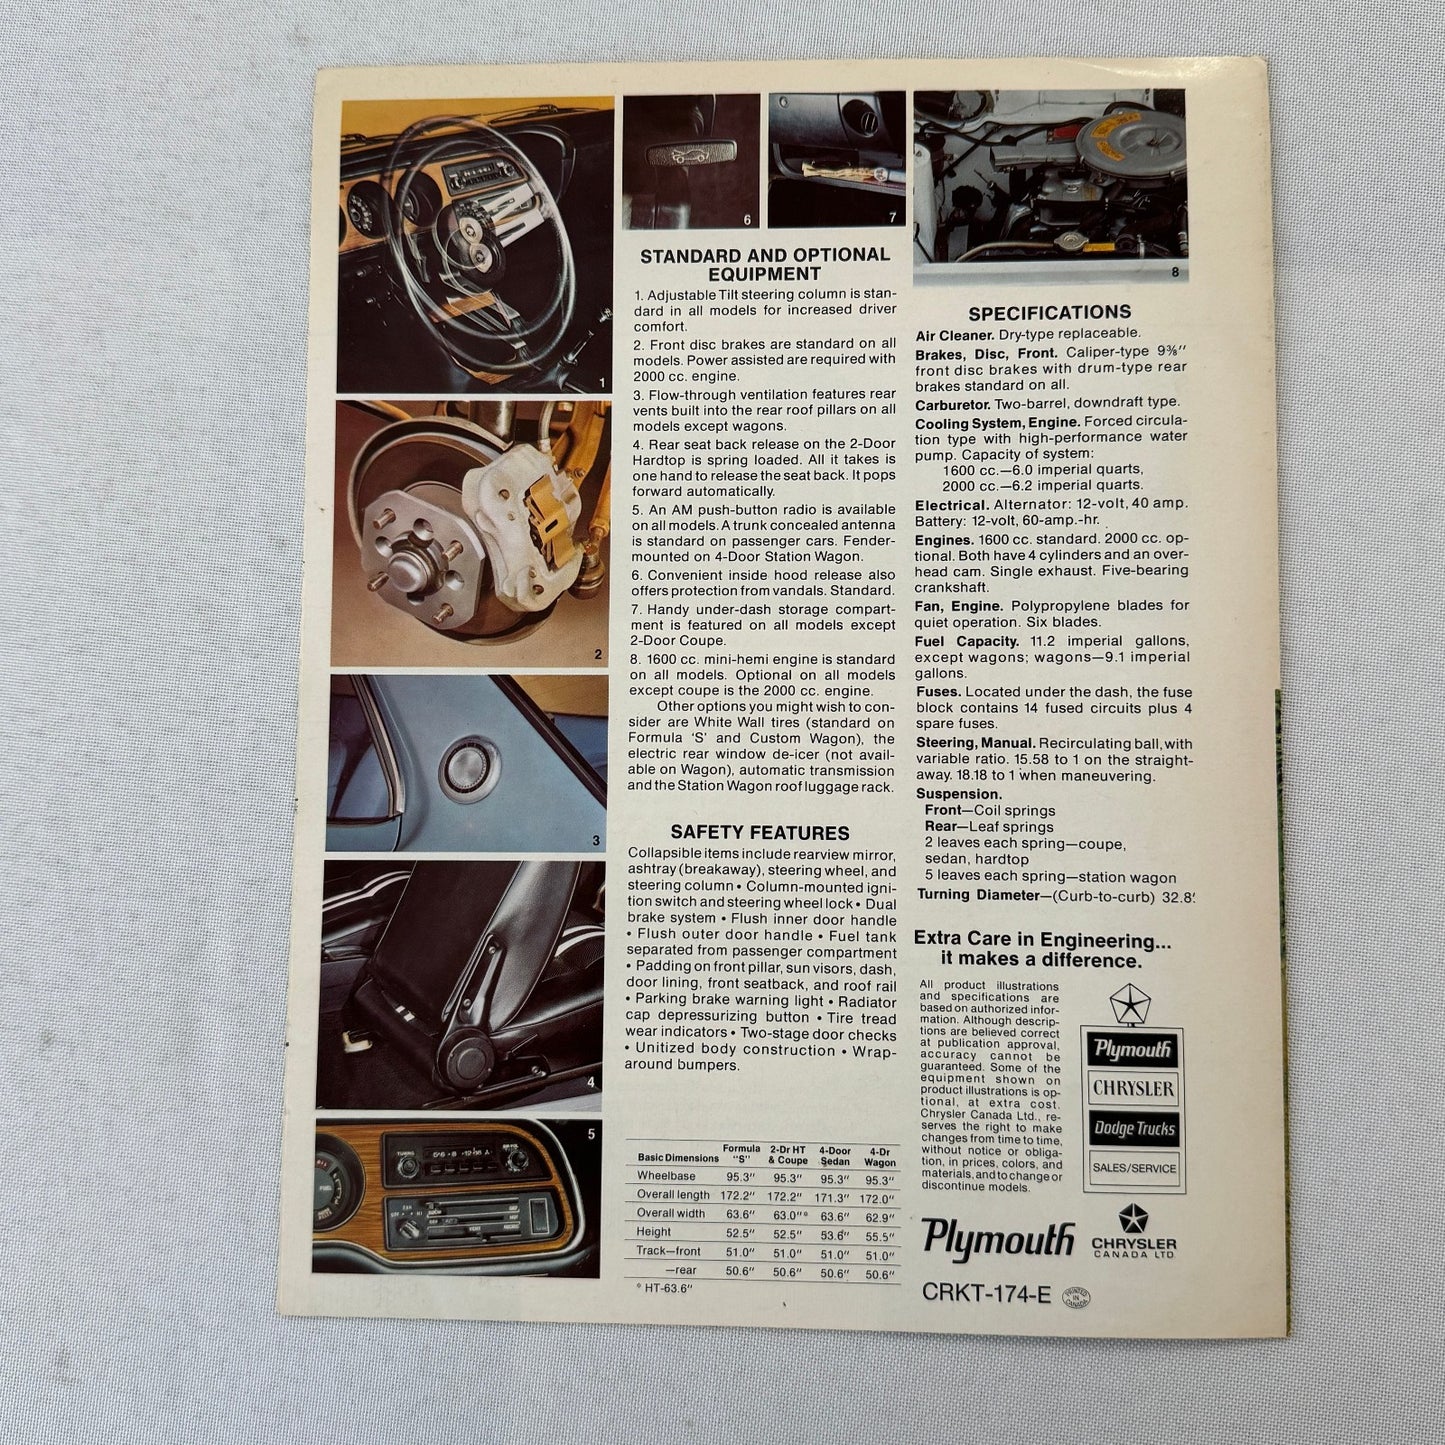 1
2
3
4
5
6
7
8
STANDARD AND OPTIONAL
EQUIPMENT
1. Adjustable Tilt steering column is stan-
dard in all models for increased driver
comfort.
2. Front disc brakes are standard on all
models. Power assisted are required with
2000 cc. engine.
3. Flow-through ventilation features rear
vents built into the rear roof pillars on all
models except wagons.
4. Rear seat back release on the 2-Door
Hardtop is spring loaded. All it takes is
one hand to release the seat back. It pops
forward automatically.
5. An AM push-button radio is available
on all models. A trunk concealed antenna
is standard on passenger cars. Fender-
mounted on 4-Door Station Wagon.
6. Convenient inside hood release also
offers protection from vandals. Standard.
7. Handy under-dash storage compart-
ment is featured on all models except
2-Door Coupe.
8. 1600 cc. mini-hemi engine is standard
on all models. Optional on all models
except coupe is the 2000 cc. engine.
Other options you might wish to con-
sider are White Wall tires (standard on
Formula ‘S’ and Custom Wagon), the
electric rear window de-icer (not avail-
able on Wagon), automatic transmission
and the Station Wagon roof luggage rack.
SAFETY FEATURES
Collapsible items include rearview mirror,
ashtray (breakaway), steering wheel, and
steering column • Column-mounted igni-
tion switch and steering wheel lock • Dual
brake system • Flush inner door handle
• Flush outer door handle • Fuel tank
separated from passenger compartment
• Padding on front pillar, sun visors, dash,
door lining, front seatback, and roof rail
• Parking brake warning light • Radiator
cap depressurizing button • Tire tread
wear indicators • Two-stage door checks
• Unitized body construction • Wrap-
around bumpers.
Basic Dimensions Formula "S" 2-Dr HT & Coupe 4-Door Sedan 4-Dr Wagon
Wheelbase 95.3" 95.3" 95.3" 95.3"
Overall length 172.2" 172.2" 171.3" 172.0"
Overall width 63.6" 63.0"* 63.6" 62.9"
Height 52.5" 52.5" 53.6" 55.5"
Track—front 51.0" 51.0" 51.0" 51.0"
—rear 50.6" 50.6" 50.6" 50.6"
* HT-63.6"
SPECIFICATIONS
Air Cleaner. Dry-type replaceable.
Brakes, Disc, Front. Caliper-type 9⅜"
front disc brakes with drum-type rear
brakes standard on all.
Carburetor. Two-barrel, downdraft type.
Cooling System, Engine. Forced circula-
tion type with high-performance water
pump. Capacity of system:
1600 cc.—6.0 imperial quarts,
2000 cc.—6.2 imperial quarts.
Electrical. Alternator: 12-volt, 40 amp.
Battery: 12-volt, 60-amp.-hr.
Engines. 1600 cc. standard. 2000 cc. op-
tional. Both have 4 cylinders and an over-
head cam. Single exhaust. Five-bearing
crankshaft.
Fan, Engine. Polypropylene blades for
quiet operation. Six blades.
Fuel Capacity. 11.2 imperial gallons,
except wagons; wagons—9.1 imperial
gallons.
Fuses. Located under the dash, the fuse
block contains 14 fused circuits plus 4
spare fuses.
Steering, Manual. Recirculating ball, with
variable ratio. 15.58 to 1 on the straight-
away. 18.18 to 1 when maneuvering.
Suspension.
Front—Coil springs
Rear—Leaf springs
2 leaves each spring—coupe,
sedan, hardtop
5 leaves each spring—station wagon
Turning Diameter—(Curb-to-curb) 32.8'
Extra Care in Engineering...
it makes a difference.
All product illustrations
and specifications are
based on authorized infor-
mation. Although descrip-
tions are believed correct
at publication approval,
accuracy cannot be
guaranteed. Some of the
equipment shown on
product illustrations is op-
tional, at extra cost.
Chrysler Canada Ltd., re-
serves the right to make
changes from time to time,
without notice or obliga-
tion, in prices, colors, and
materials, and to change or
discontinue models.
Plymouth
CHRYSLER
Dodge Trucks
SALES/SERVICE
Plymouth
CHRYSLER
CANADA LTD.
CRKT-174-E
PRINTED
IN
CANADA